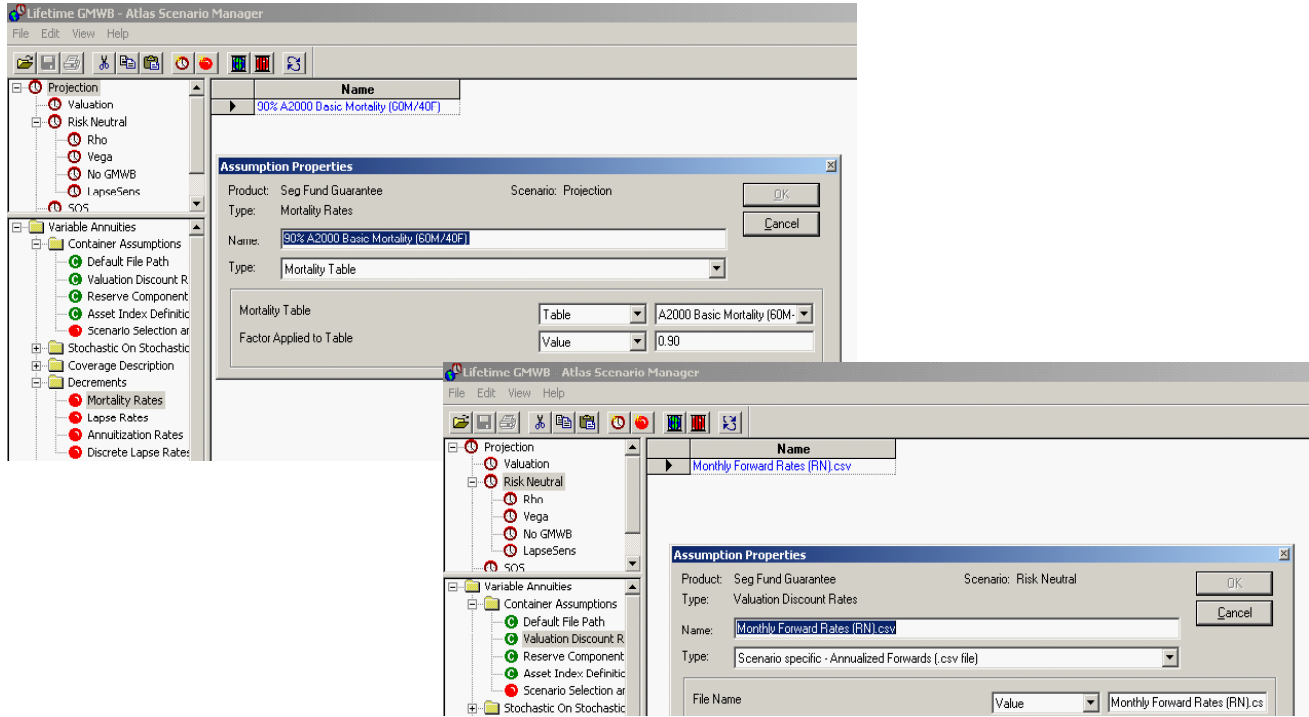 Lifetime GMWB - Atlas Scenario Manager
File Edit View Help
Projection
Valuation
Risk Neutral
Rho
Vega
No GMWB
LapseSens
SOS
Variable Annuities
Container Assumptions
Default File Path
Valuation Discount R
Reserve Component
Asset Index Definitic
Scenario Selection ar
Stochastic On Stochastic
Coverage Description
Decrements
Mortality Rates
Lapse Rates
Annuitization Rates
Discrete Lapse Rates
Name
90% A2000 Basic Mortality (60M/40F)
Assumption Properties
Product: Seg Fund Guarantee Scenario: Projection
OK
Type: Mortality Rates
Cancel
Name: 90% A2000 Basic Mortality (60M/40F)
Type: Mortality Table
Mortality Table Table A2000 Basic Mortality (60M-
Factor Applied to Table Value 0.90
Lifetime GMWB Atlas Scenario Manager
File Edit View Help
Projection
Valuation
Risk Neutral
Rho
Vega
No GMWB
LapseSens
SOS
Variable Annuities
Container Assumptions
Default File Path
Valuation Discount R
Reserve Component
Asset Index Definitic
Scenario Selection ar
Stochastic On Stochastic
Name
Monthly Forward Rates (RN).csv
Assumption Properties
Product: Seg Fund Guarantee Scenario: Risk Neutral
OK
Type: Valuation Discount Rates
Cancel
Name: Monthly Forward Rates (RN).csv
Type: Scenario specific - Annualized Forwards (.csv file)
File Name Value Monthly Forward Rates (RN).cs